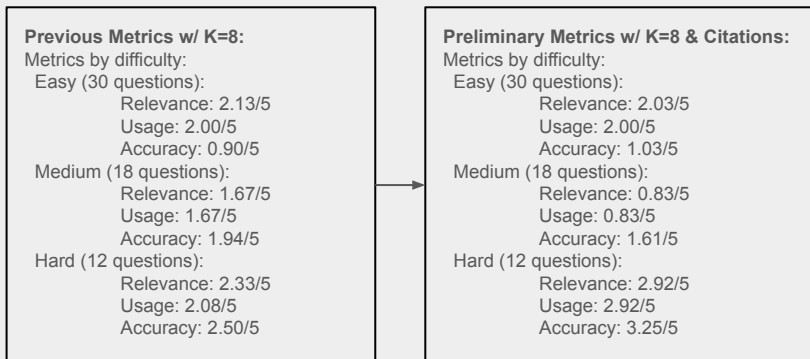 Previous Metrics w/ K=8:
Metrics by difficulty:
Easy (30 questions):
Relevance: 2.13/5
Usage: 2.00/5
Accuracy: 0.90/5
Medium (18 questions):
Relevance: 1.67/5
Usage: 1.67/5
Accuracy: 1.94/5
Hard (12 questions):
Relevance: 2.33/5
Usage: 2.08/5
Accuracy: 2.50/5
Preliminary Metrics w/ K=8 & Citations:
Metrics by difficulty:
Easy (30 questions):
Relevance: 2.03/5
Usage: 2.00/5
Accuracy: 1.03/5
Medium (18 questions):
Relevance: 0.83/5
Usage: 0.83/5
Accuracy: 1.61/5
Hard (12 questions):
Relevance: 2.92/5
Usage: 2.92/5
Accuracy: 3.25/5